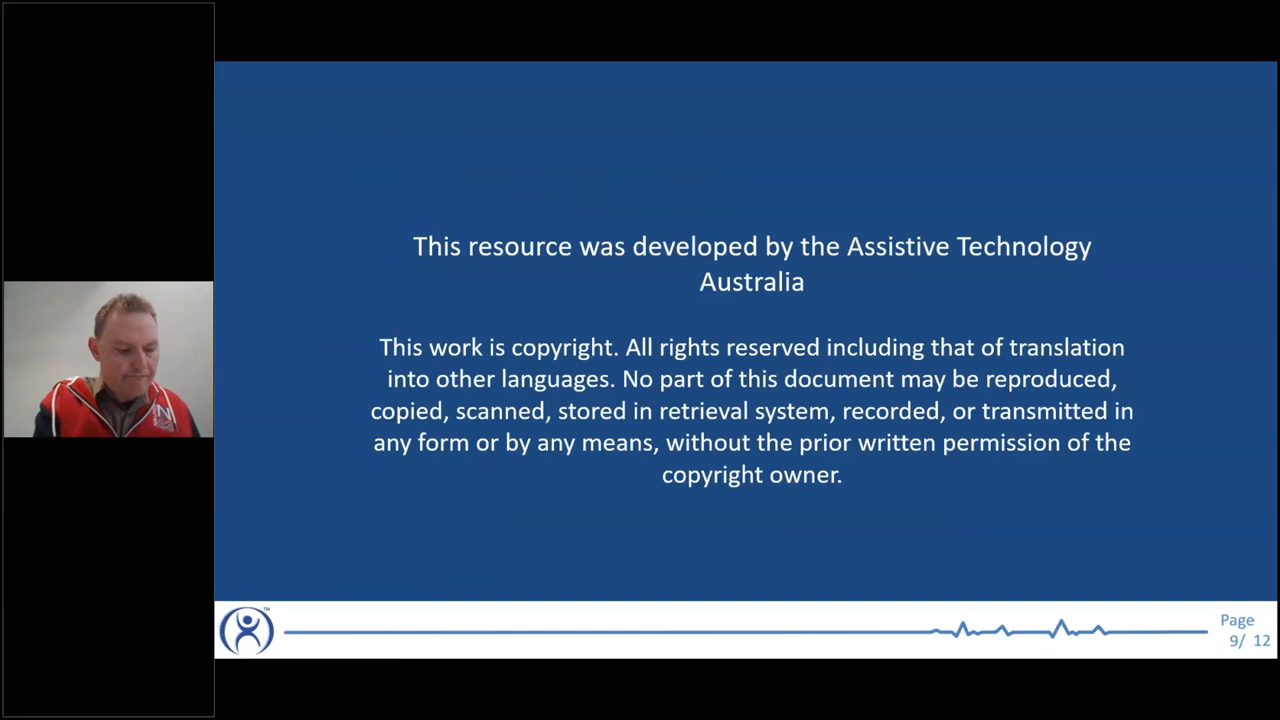 This resource was developed by the Assistive Technology
Australia
This work is copyright. All rights reserved including that of translation
into other languages. No part of this document may be reproduced,
copied, scanned, stored in retrieval system, recorded, or transmitted in
any form or by any means, without the prior written permission of the
copyright owner.
TM
Page
9/ 12